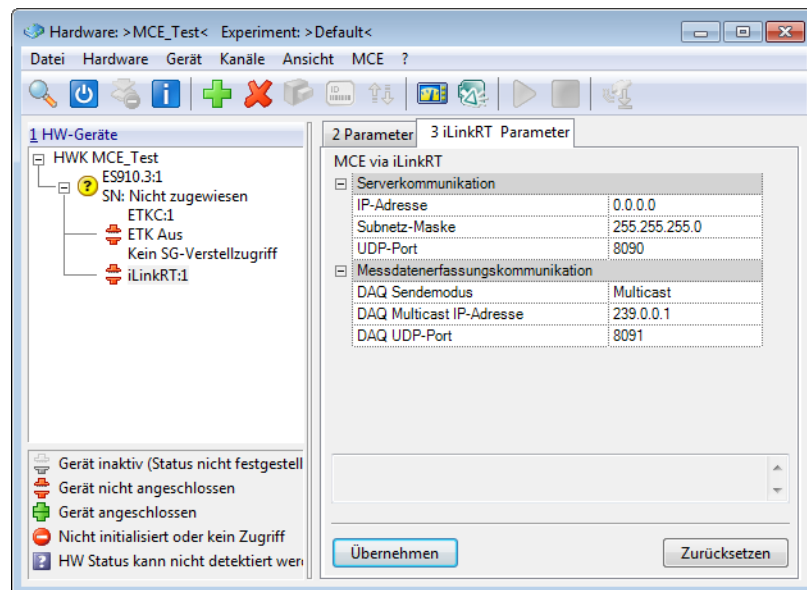 Hardware: >MCE_Test< Experiment: >Default<
Datei Hardware Gerät Kanäle Ansicht MCE ?
1 HW-Geräte
HWK MCE_Test
ES910.3:1
SN: Nicht zugewiesen
ETKC:1
ETK Aus
Kein SG-Verstellzugriff
iLinkRT:1
Gerät inaktiv (Status nicht festgestell
Gerät nicht angeschlossen
Gerät angeschlossen
Nicht initialisiert oder kein Zugriff
HW Status kann nicht detektiert wer
2 Parameter 3 iLinkRT Parameter
MCE via iLinkRT
Serverkommunikation
IP-Adresse 0.0.0.0
Subnetz-Maske 255.255.255.0
UDP-Port 8090
Messdatenerfassungskommunikation
DAQ Sendemodus Multicast
DAQ Multicast IP-Adresse 239.0.0.1
DAQ UDP-Port 8091
Übernehmen Zurücksetzen